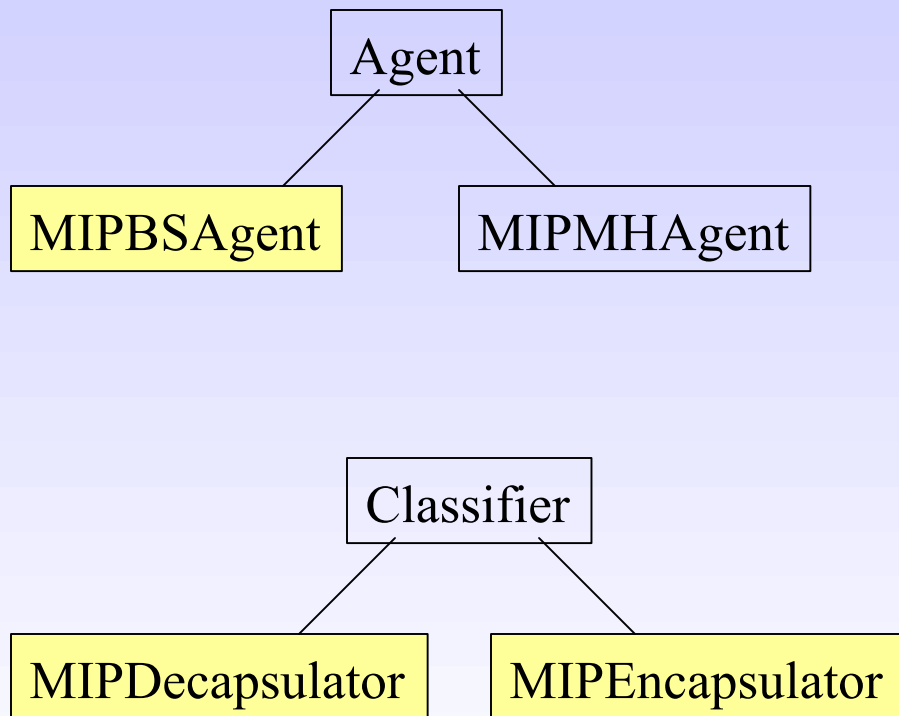 Agent
MIPBSAgent
MIPMHAgent
Classifier
MIPDecapsulator
MIPEncapsulator